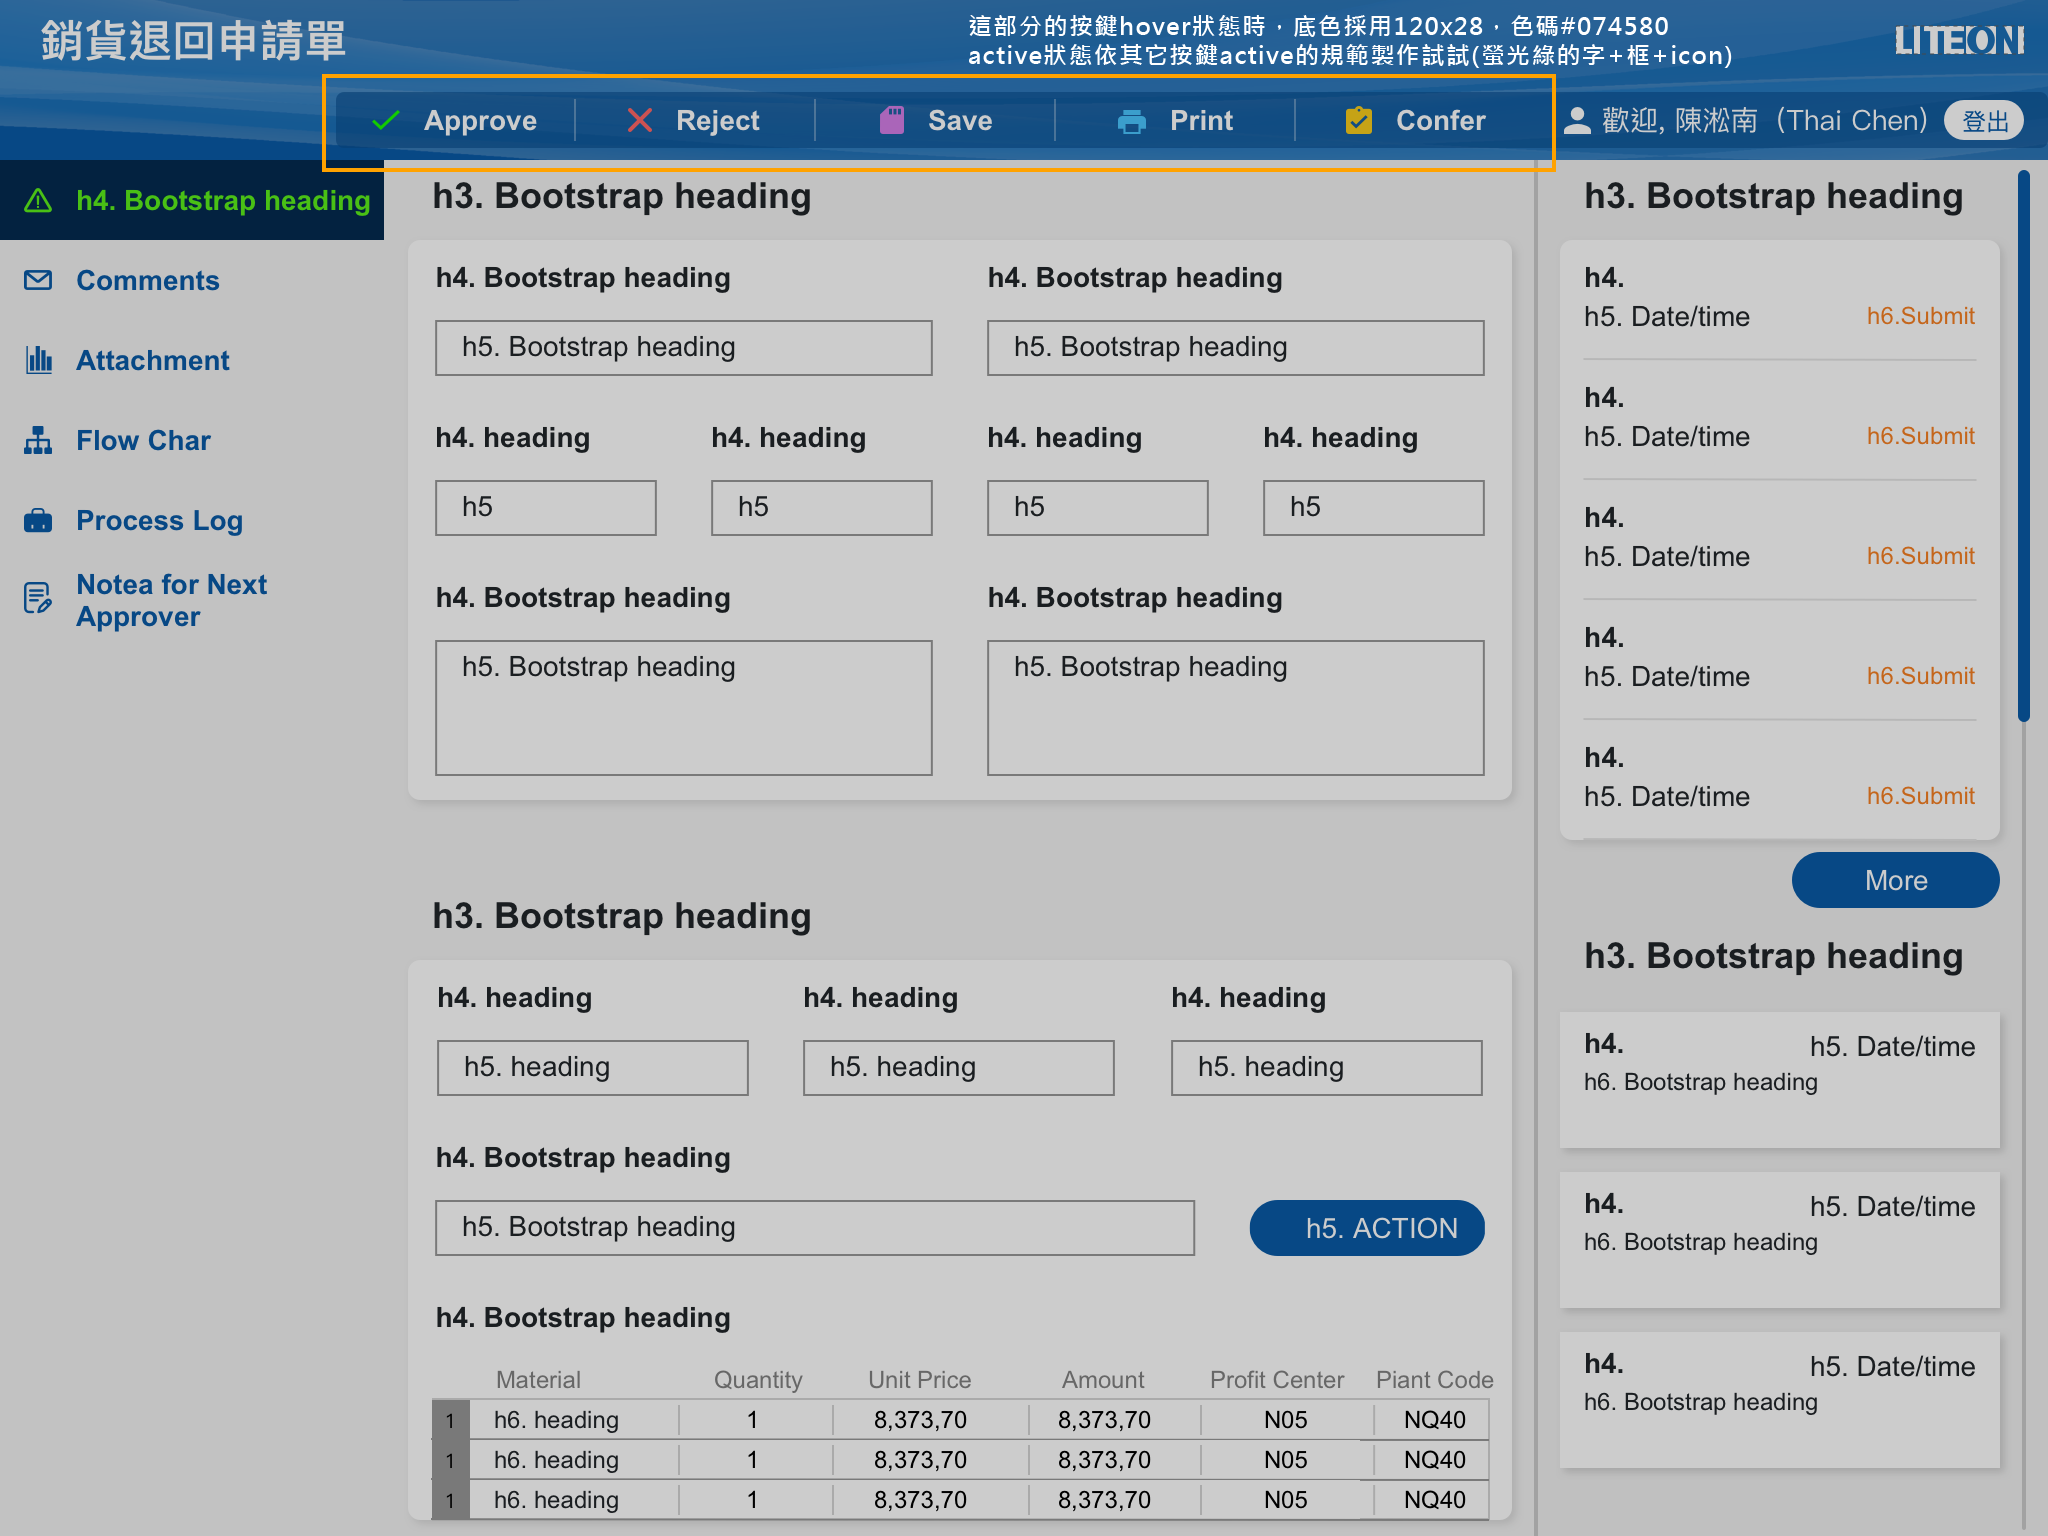 銷貨退回申請單
這部分的按鍵hover狀態時，底色採用120x28，色碼#074580
active狀態依其它按鍵active的規範製作試試(螢光綠的字+框+icon)
LITEON
Approve
Reject
Save
Print
Confer
歡迎, 陳淞南（Thai Chen）
登出
h4. Bootstrap heading
Comments
Attachment
Flow Char
Process Log
Notea for Next
Approver
h3. Bootstrap heading
h4. Bootstrap heading
h4. Bootstrap heading
h5. Bootstrap heading
h5. Bootstrap heading
h4. heading
h4. heading
h4. heading
h4. heading
h5
h5
h5
h5
h4. Bootstrap heading
h4. Bootstrap heading
h5. Bootstrap heading
h5. Bootstrap heading
h3. Bootstrap heading
h4. heading
h4. heading
h4. heading
h5. heading
h5. heading
h5. heading
h4. Bootstrap heading
h5. Bootstrap heading
h5. ACTION
h4. Bootstrap heading
Material Quantity Unit Price Amount Profit Center Piant Code
1 h6. heading 1 8,373,70 8,373,70 N05 NQ40
1 h6. heading 1 8,373,70 8,373,70 N05 NQ40
1 h6. heading 1 8,373,70 8,373,70 N05 NQ40
h3. Bootstrap heading
h4.
h5. Date/time h6.Submit
h4.
h5. Date/time h6.Submit
h4.
h5. Date/time h6.Submit
h4.
h5. Date/time h6.Submit
h4.
h5. Date/time h6.Submit
More
h3. Bootstrap heading
h4. h5. Date/time
h6. Bootstrap heading
h4. h5. Date/time
h6. Bootstrap heading
h4. h5. Date/time
h6. Bootstrap heading